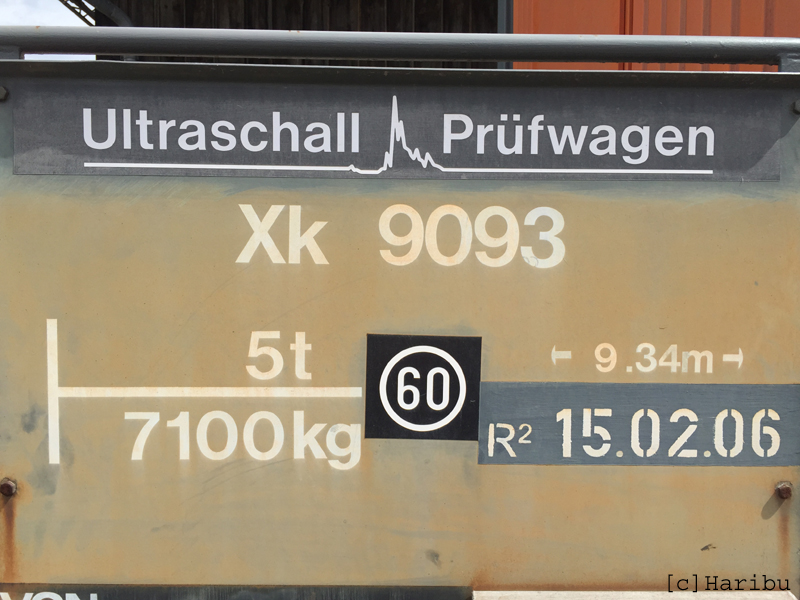 Ultraschall Prüfwagen
Xk 9093
5t
7100kg
60
9.34m
R² 15.02.06
[c]Haribu